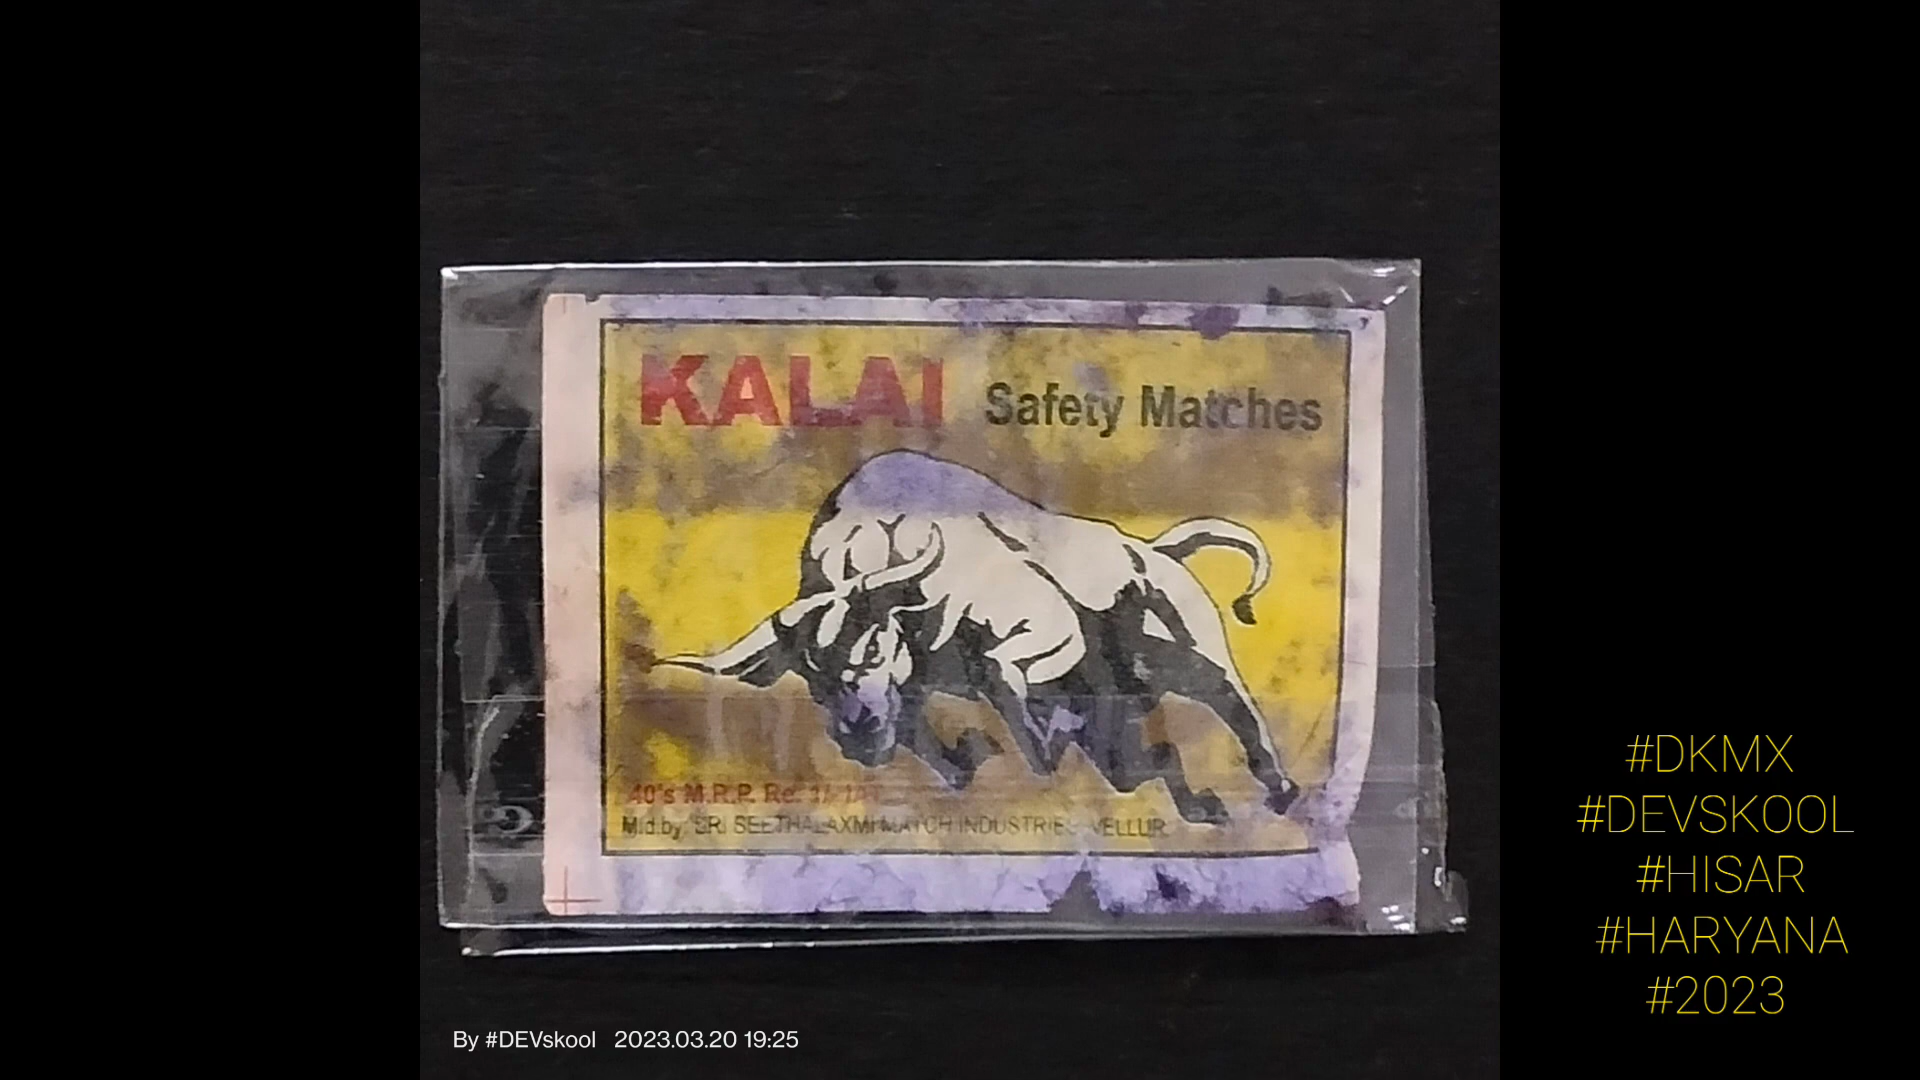 KALAI Safety Matches
40's M.R.P. Re. 1/-
Mfd.by: SRI SEETHALAXMI MATCH INDUSTRIES VELLUR
#DKMX
#DEVSKOOL
#HISAR
#HARYANA
#2023
By #DEVskool 2023.03.20 19:25